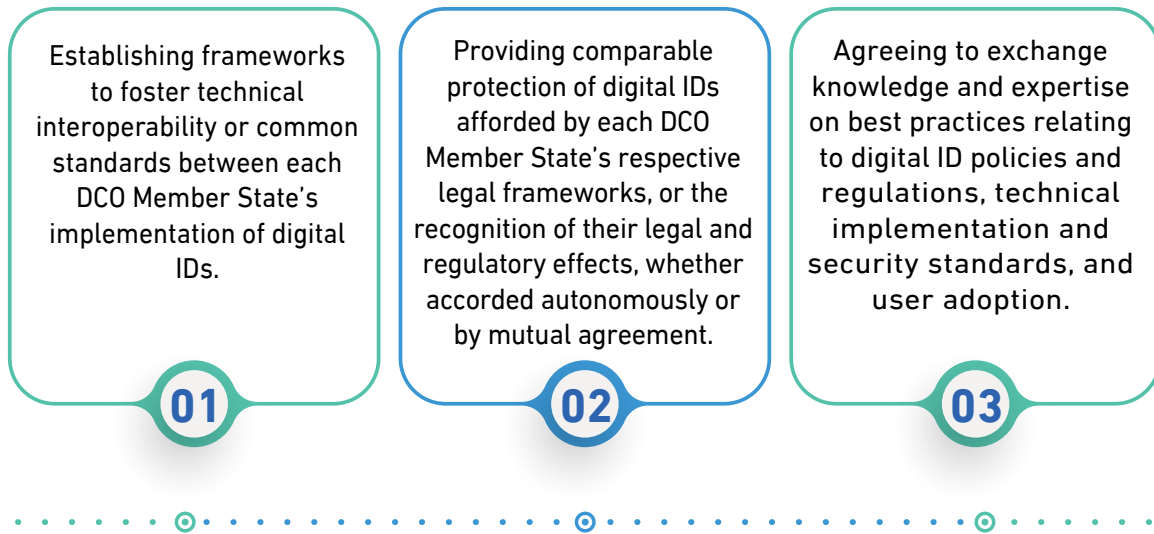 Establishing frameworks
to foster technical
interoperability or common
standards between each
DCO Member State’s
implementation of digital
IDs.
01
Providing comparable
protection of digital IDs
afforded by each DCO
Member State’s respective
legal frameworks, or the
recognition of their legal and
regulatory effects, whether
accorded autonomously or
by mutual agreement.
02
Agreeing to exchange
knowledge and expertise
on best practices relating
to digital ID policies and
regulations, technical
implementation and
security standards, and
user adoption.
03